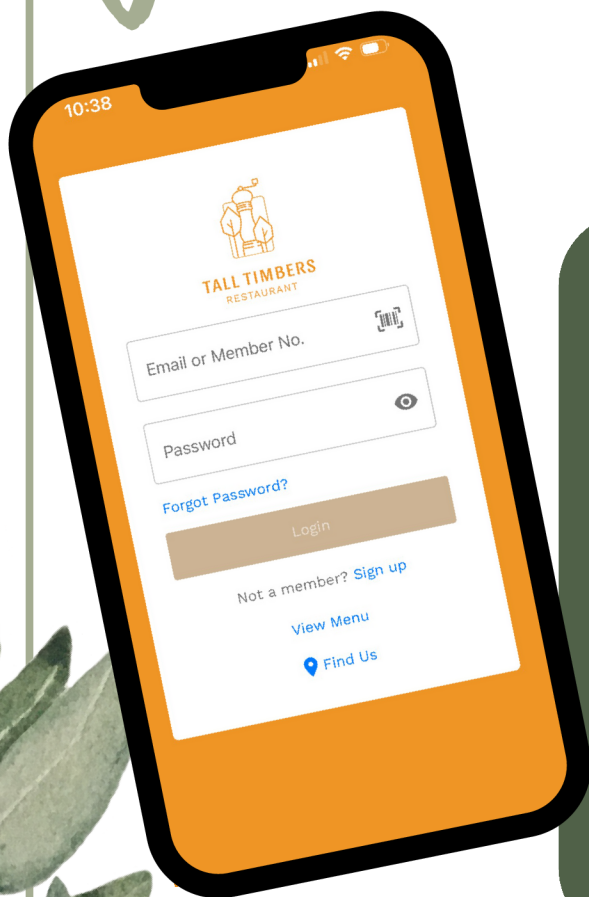 10:38
TALL TIMBERS
RESTAURANT
Email or Member No.
Password
Forgot Password?
Login
Not a member? Sign up
View Menu
Find Us